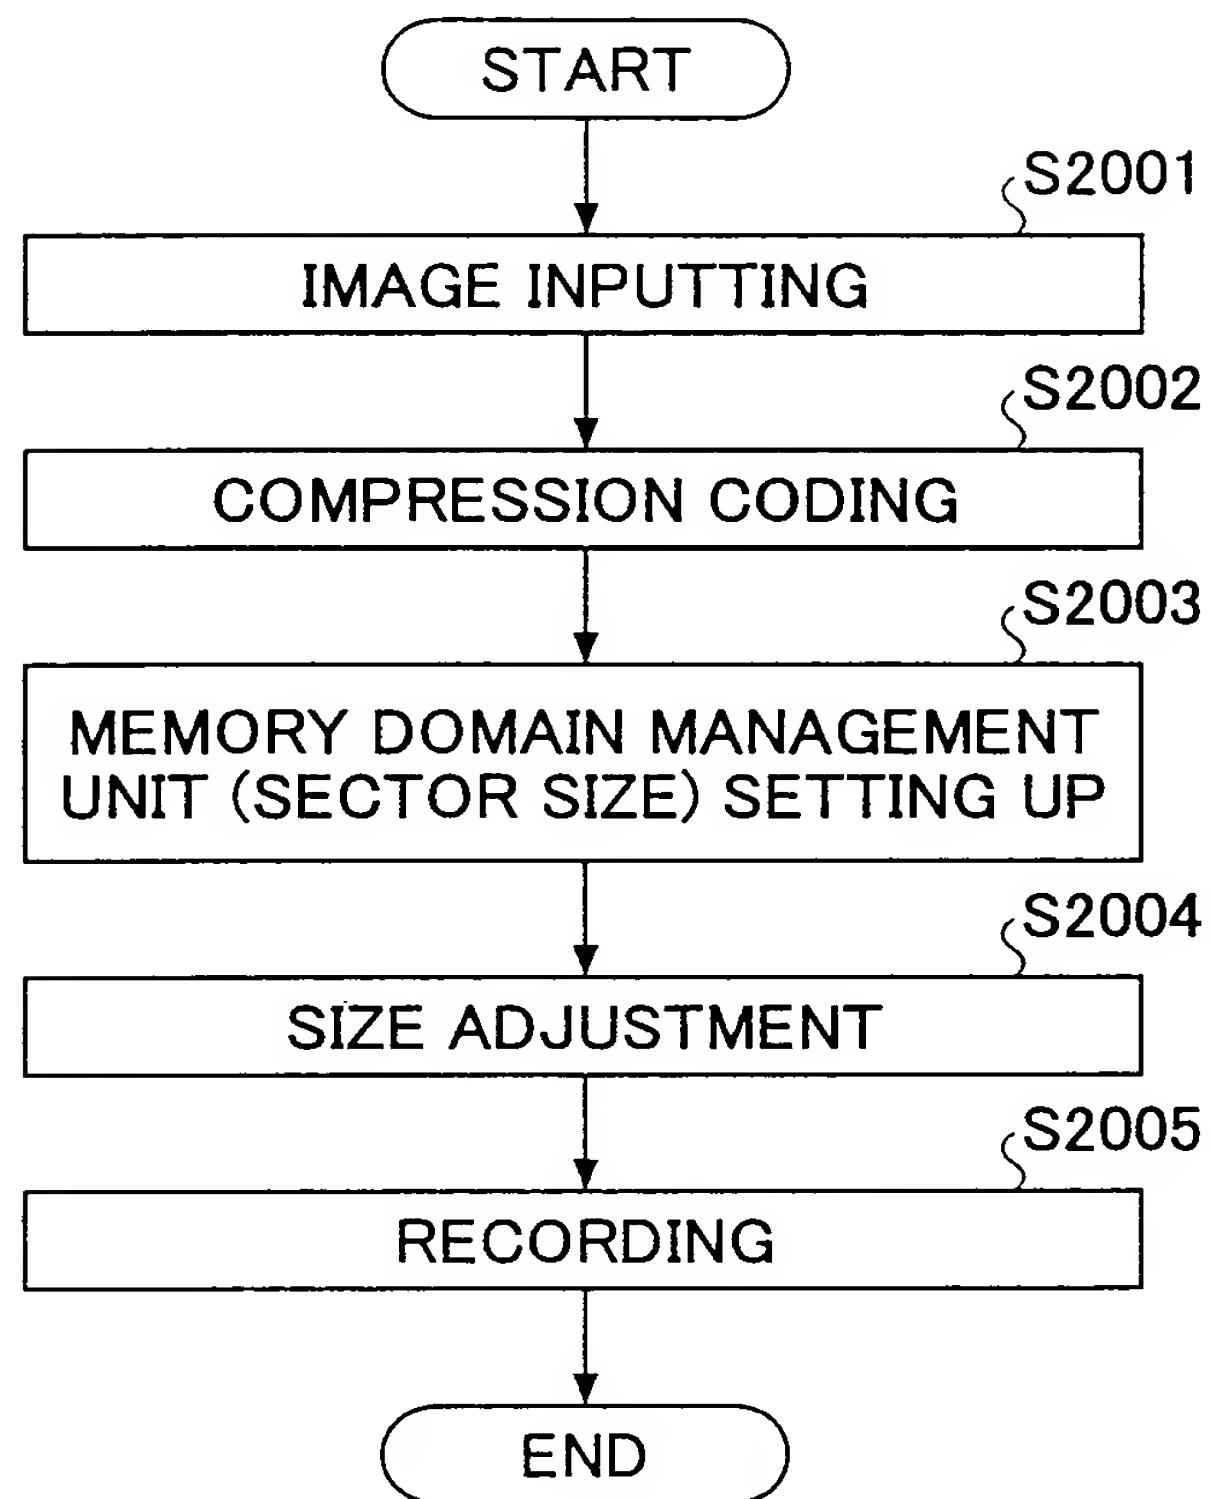 START
S2001
IMAGE INPUTTING
S2002
COMPRESSION CODING
S2003
MEMORY DOMAIN MANAGEMENT
UNIT (SECTOR SIZE) SETTING UP
S2004
SIZE ADJUSTMENT
S2005
RECORDING
END